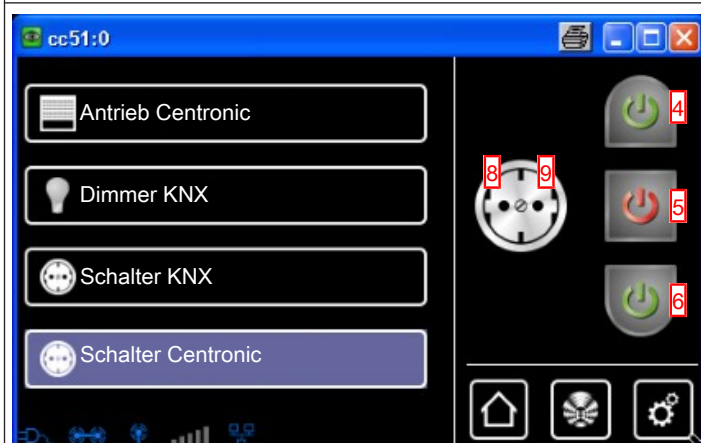 cc51:0
Antrieb Centronic
Dimmer KNX
Schalter KNX
Schalter Centronic
4
8 9
5
6